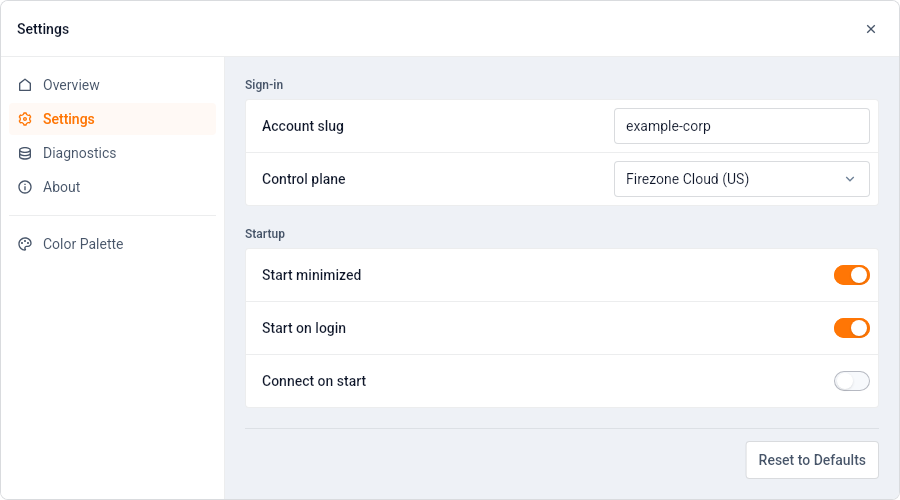 Settings
Overview
Settings
Diagnostics
About
Color Palette
Sign-in
Account slug
example-corp
Control plane
Firezone Cloud (US)
Startup
Start minimized
Start on login
Connect on start
Reset to Defaults